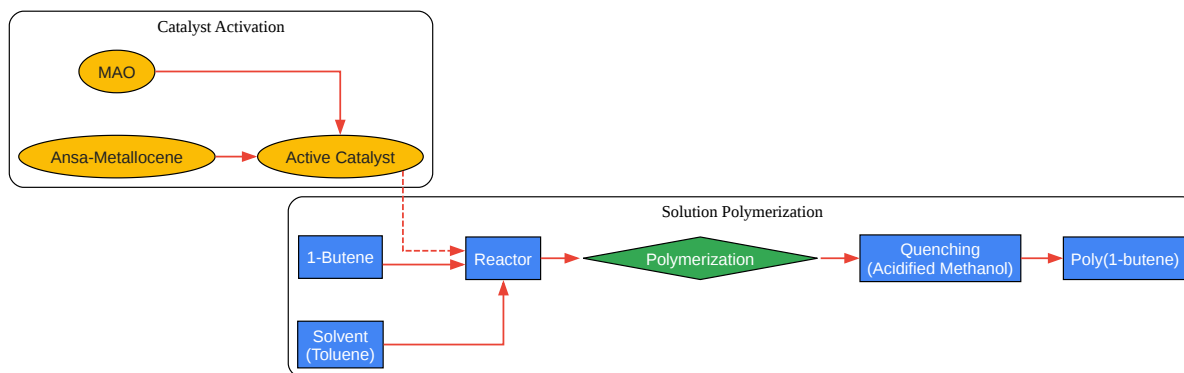 Catalyst Activation
MAO
Ansa-Metallocene
Active Catalyst
Solution Polymerization
1-Butene
Reactor
Polymerization
Quenching
(Acidified Methanol)
Poly(1-butene)
Solvent
(Toluene)